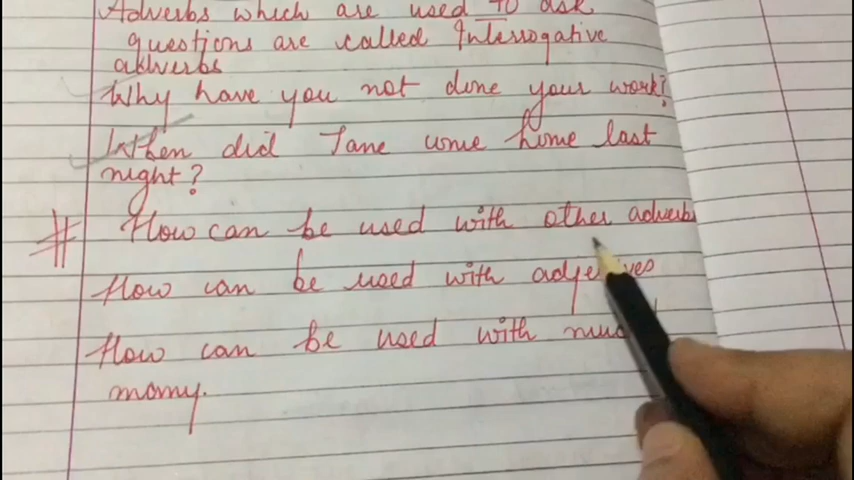 Adverbs which are used to ask
questions are called Interrogative
adverbs
Why have you not done your work?
When did Jane come home last
night?
# How can be used with other adverbs
How can be used with adjectives
How can be used with much
many.